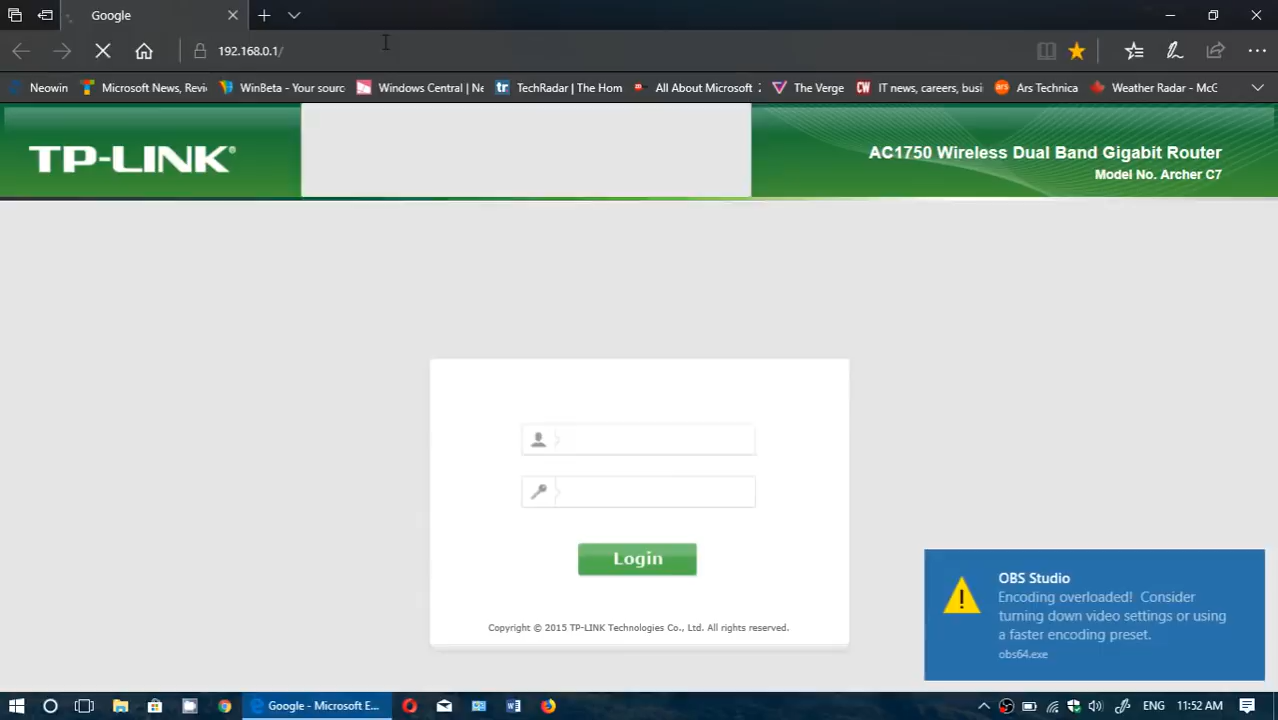 Google
192.168.0.1/
Neowin
Microsoft News, Revi
WinBeta - Your sourc
Windows Central | Ne
TechRadar | The Hom
All About Microsoft
The Verge
IT news, careers, busi
Ars Technica
Weather Radar - McG
TP-LINK®
AC1750 Wireless Dual Band Gigabit Router
Model No. Archer C7
Login
Copyright © 2015 TP-LINK Technologies Co., Ltd. All rights reserved.
OBS Studio
Encoding overloaded! Consider
turning down video settings or using
a faster encoding preset.
obs64.exe
Google - Microsoft E...
ENG
11:52 AM